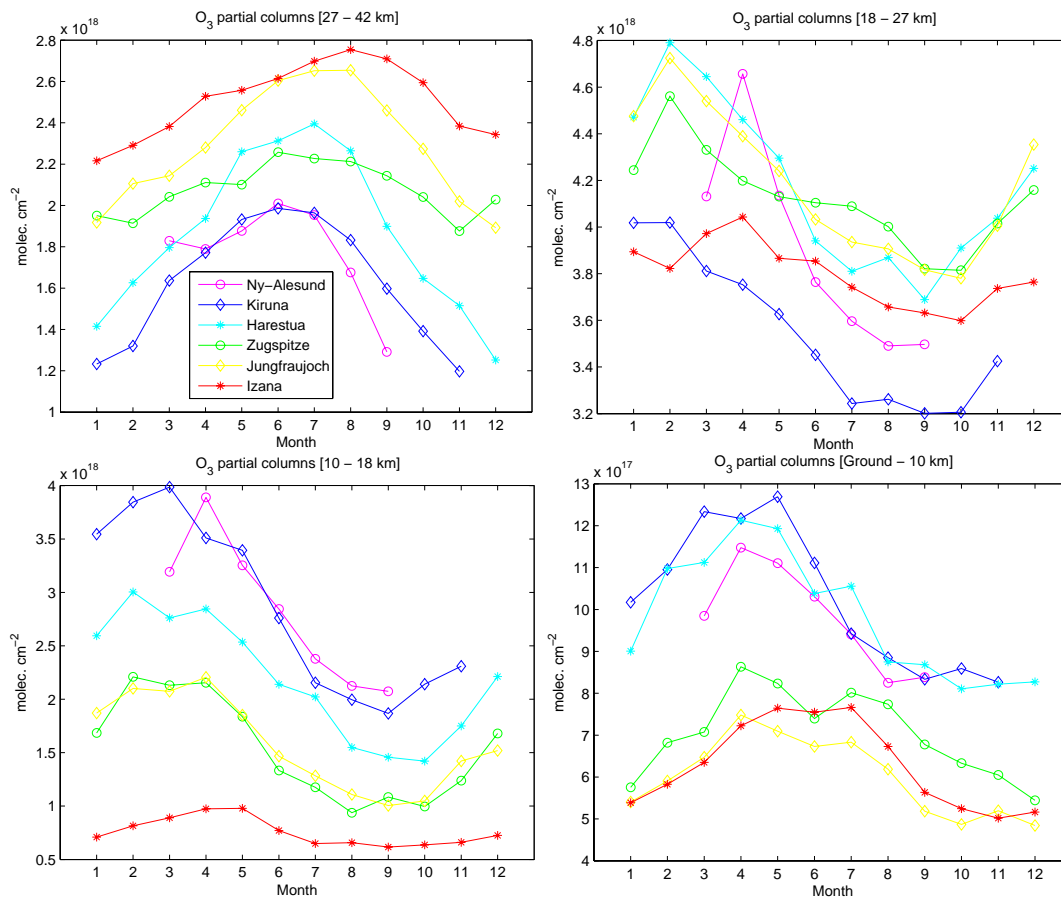 O3 partial columns [27 − 42 km]
x 10^18
2.8
2.6
2.4
2.2
2
1.8
1.6
1.4
1.2
1
molec. cm−2
Ny−Alesund
Kiruna
Harestua
Zugspitze
Jungfraujoch
Izana
1 2 3 4 5 6 7 8 9 10 11 12
Month
O3 partial columns [18 − 27 km]
x 10^18
4.8
4.6
4.4
4.2
4
3.8
3.6
3.4
3.2
molec. cm−2
1 2 3 4 5 6 7 8 9 10 11 12
Month
O3 partial columns [10 − 18 km]
x 10^18
4
3.5
3
2.5
2
1.5
1
0.5
molec. cm−2
1 2 3 4 5 6 7 8 9 10 11 12
Month
O3 partial columns [Ground − 10 km]
x 10^17
13
12
11
10
9
8
7
6
5
4
molec. cm−2
1 2 3 4 5 6 7 8 9 10 11 12
Month